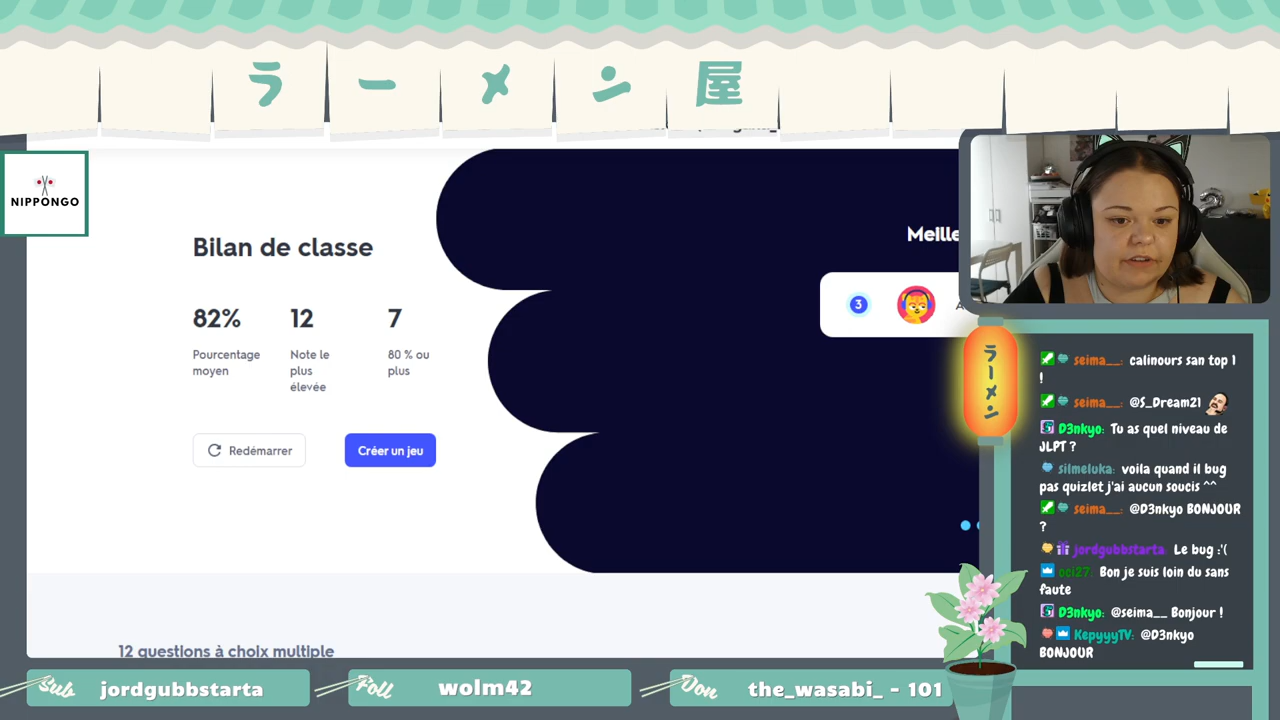 ラーメン屋
NIPPONGO
Bilan de classe
82%
12
7
Pourcentage
moyen
Note le
plus
élevée
80 % ou
plus
Redémarrer
Créer un jeu
Meille
3
12 questions à choix multiple
ラーメン
seima__: calinours san top 1
!
seima__: @S_Dream21
D3nkyo: Tu as quel niveau de
JLPT ?
silmeluka: voila quand il bug
pas quizlet j'ai aucun soucis ^^
seima__: @D3nkyo BONJOUR
?
jordgubbstarta: Le bug :'(
oci27: Bon je suis loin du sans
faute
D3nkyo: @seima__ Bonjour !
KepyyyTV: @D3nkyo
BONJOUR
Sub
jordgubbstarta
Foll
wolm42
Don
the_wasabi_ - 101